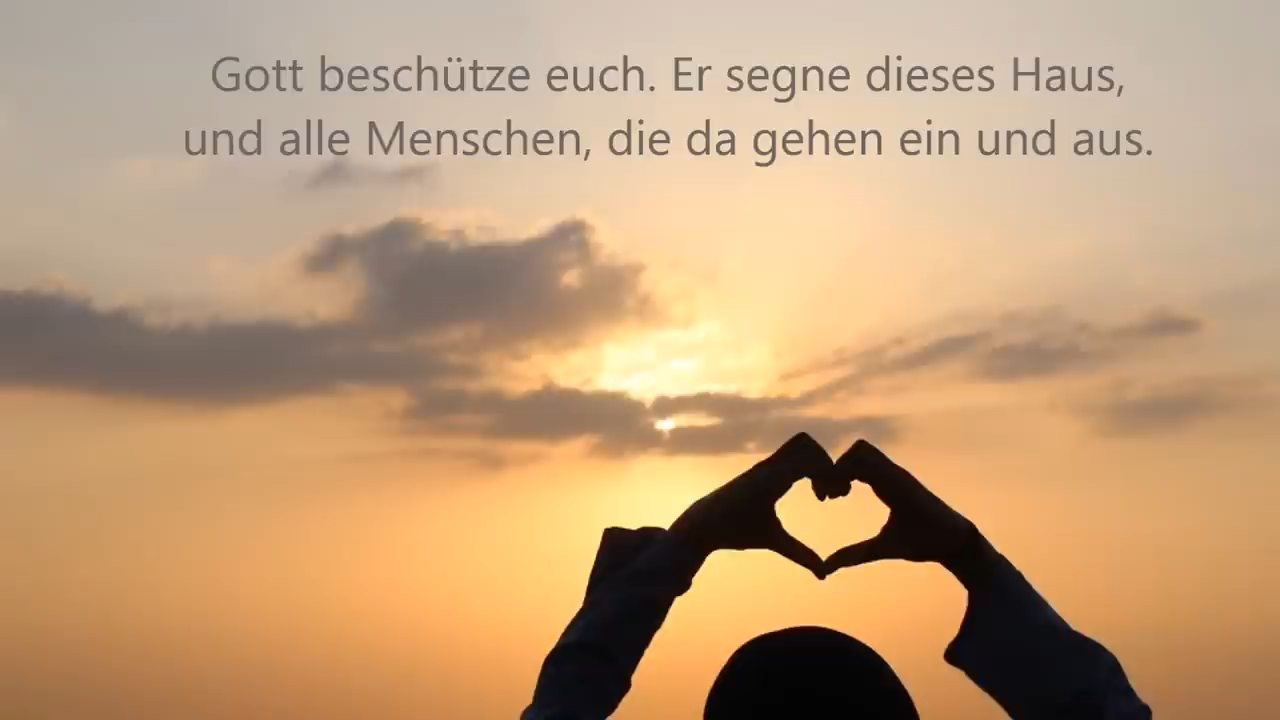 Gott beschütze euch. Er segne dieses Haus,
und alle Menschen, die da gehen ein und aus.